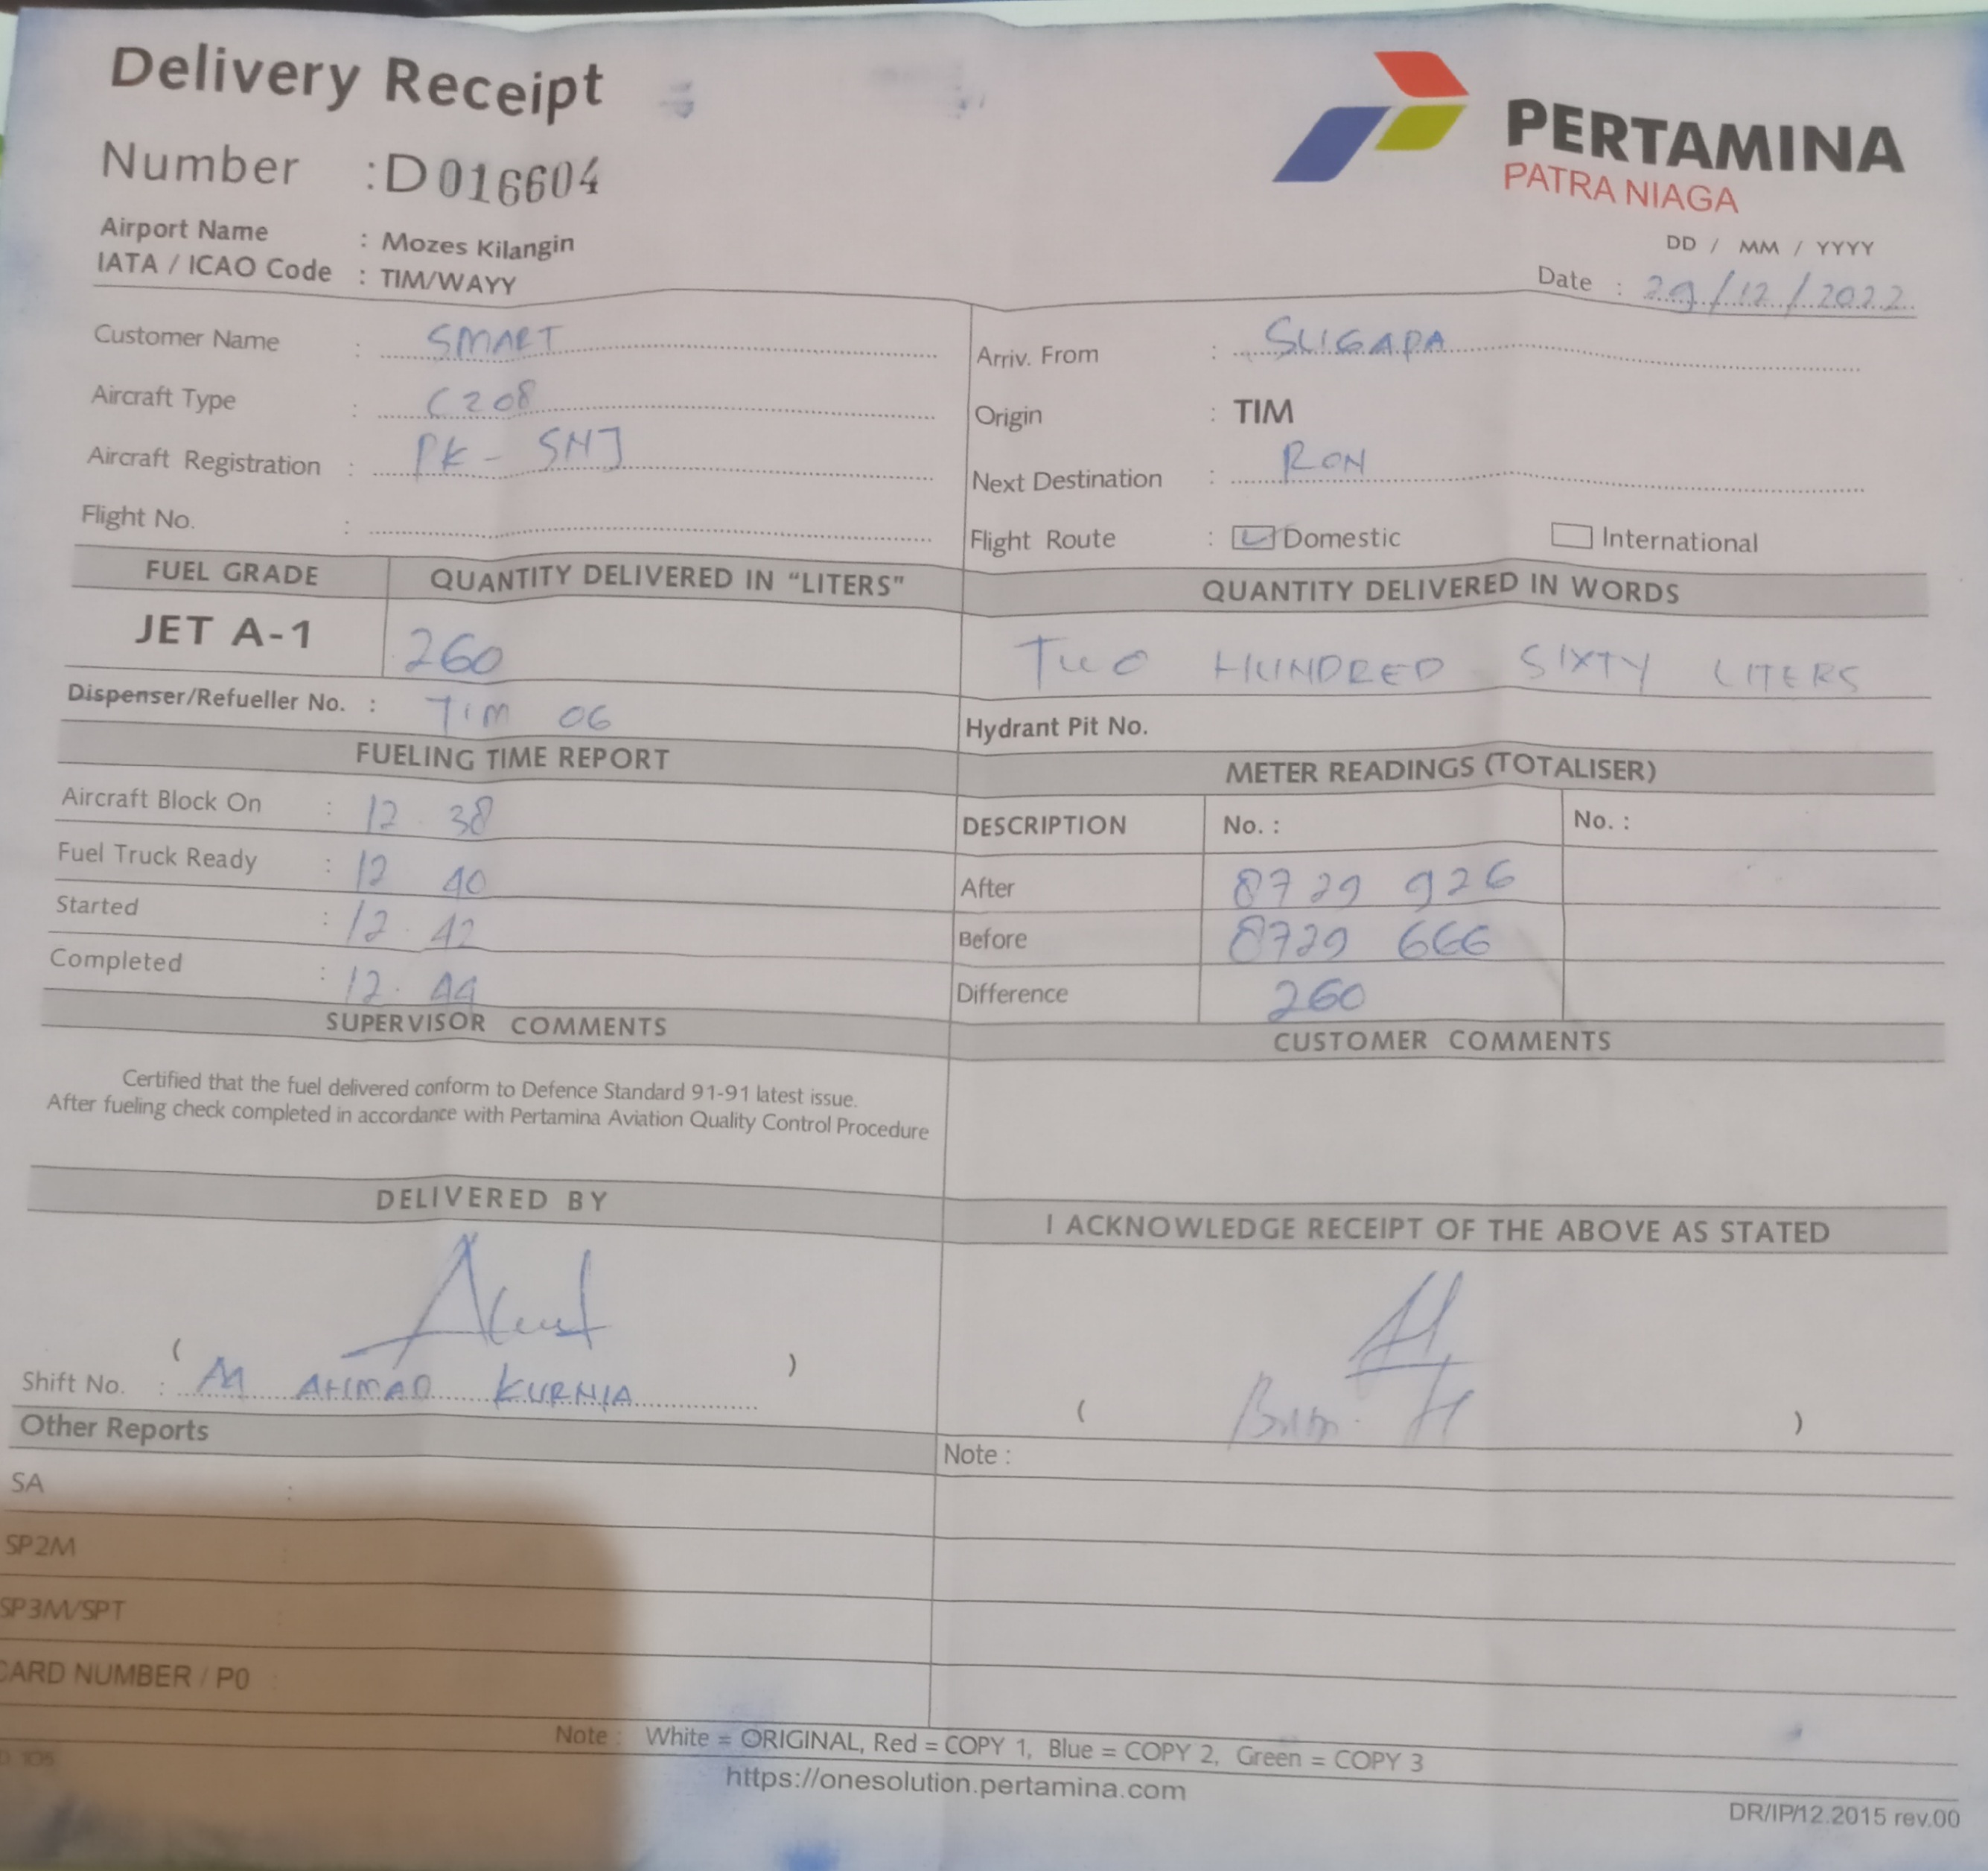 Delivery Receipt
Number : D 016604
PERTAMINA
PATRA NIAGA
Airport Name : Mozes Kilangin
IATA / ICAO Code : TIM/WAYY
DD / MM / YYYY
Date : 29/12/2022
Customer Name : SMART
Aircraft Type : C208
Aircraft Registration : PK - SNJ
Flight No. :
Arriv. From : SUGAPA
Origin : TIM
Next Destination : RON
Flight Route : Domestic International
FUEL GRADE QUANTITY DELIVERED IN "LITERS" QUANTITY DELIVERED IN WORDS
JET A-1 260 TWO HUNDRED SIXTY LITERS
Dispenser/Refueller No. : TIM 06 Hydrant Pit No.
FUELING TIME REPORT
Aircraft Block On : 12 38
Fuel Truck Ready : 12 40
Started : 12. 42
Completed : 12. 44
METER READINGS (TOTALISER)
DESCRIPTION No. : No. :
After 8729 926
Before 8729 666
Difference 260
SUPERVISOR COMMENTS
Certified that the fuel delivered conform to Defence Standard 91-91 latest issue.
After fueling check completed in accordance with Pertamina Aviation Quality Control Procedure
CUSTOMER COMMENTS
DELIVERED BY
( )
Shift No. : M AHMAD KURNIA
I ACKNOWLEDGE RECEIPT OF THE ABOVE AS STATED
( )
Other Reports
SA :
SP2M :
SP3M/SPT :
CARD NUMBER / P0 :
Note :
Note : White = ORIGINAL, Red = COPY 1, Blue = COPY 2, Green = COPY 3
https://onesolution.pertamina.com
DR/IP/12.2015 rev.00